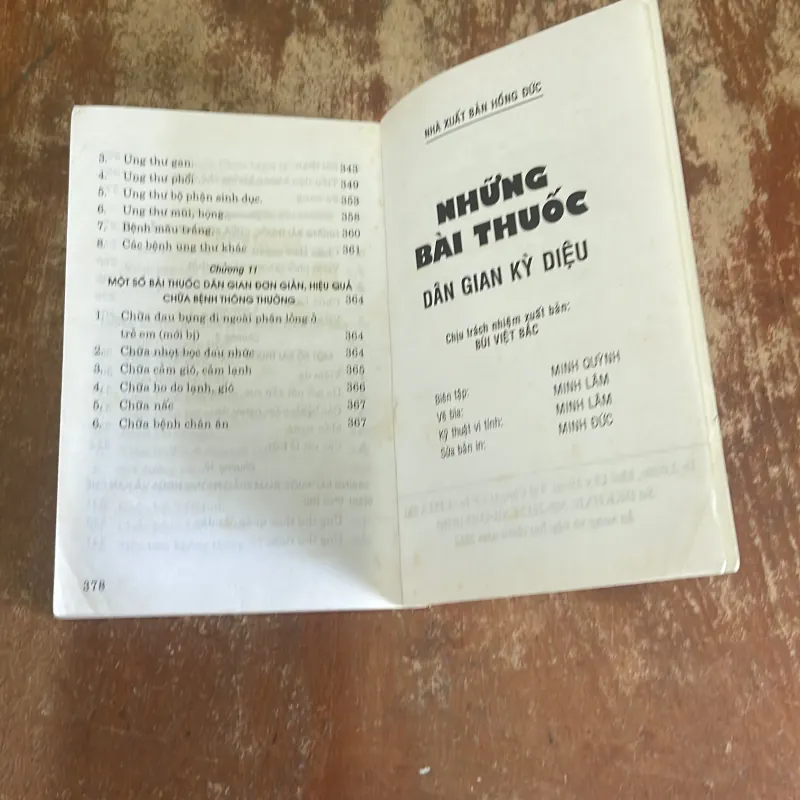 3. Ung thư gan. 343
4. Ung thư phổi 349
5. Ung thư bộ phận sinh dục. 353
6. Ung thư mũi, họng. 358
7. Bệnh máu trắng. 360
8. Các bệnh ung thư khác 361
Chương 11
MỘT SỐ BÀI THUỐC DÂN GIAN ĐƠN GIẢN, HIỆU QUẢ
CHỮA BỆNH THÔNG THƯỜNG 364
1. Chữa đau bụng đi ngoài phân lỏng ở
trẻ em (mới bị) 364
2. Chữa nhọt bọc đau nhức 364
3. Chữa cảm gió, cảm lạnh 365
4. Chữa ho do lạnh, gió 366
5. Chữa nấc 367
6. Chữa bệnh chán ăn 367
378
NHÀ XUẤT BẢN HỒNG ĐỨC
NHỮNG
BÀI THUỐC
DÂN GIAN KỲ DIỆU
Chịu trách nhiệm xuất bản:
BÙI VIỆT BẮC
Biên tập: MINH QUỲNH
Vẽ bìa: MINH LÂM
Kỹ thuật vi tính: MINH LÂM
Sửa bản in: MINH ĐỨC